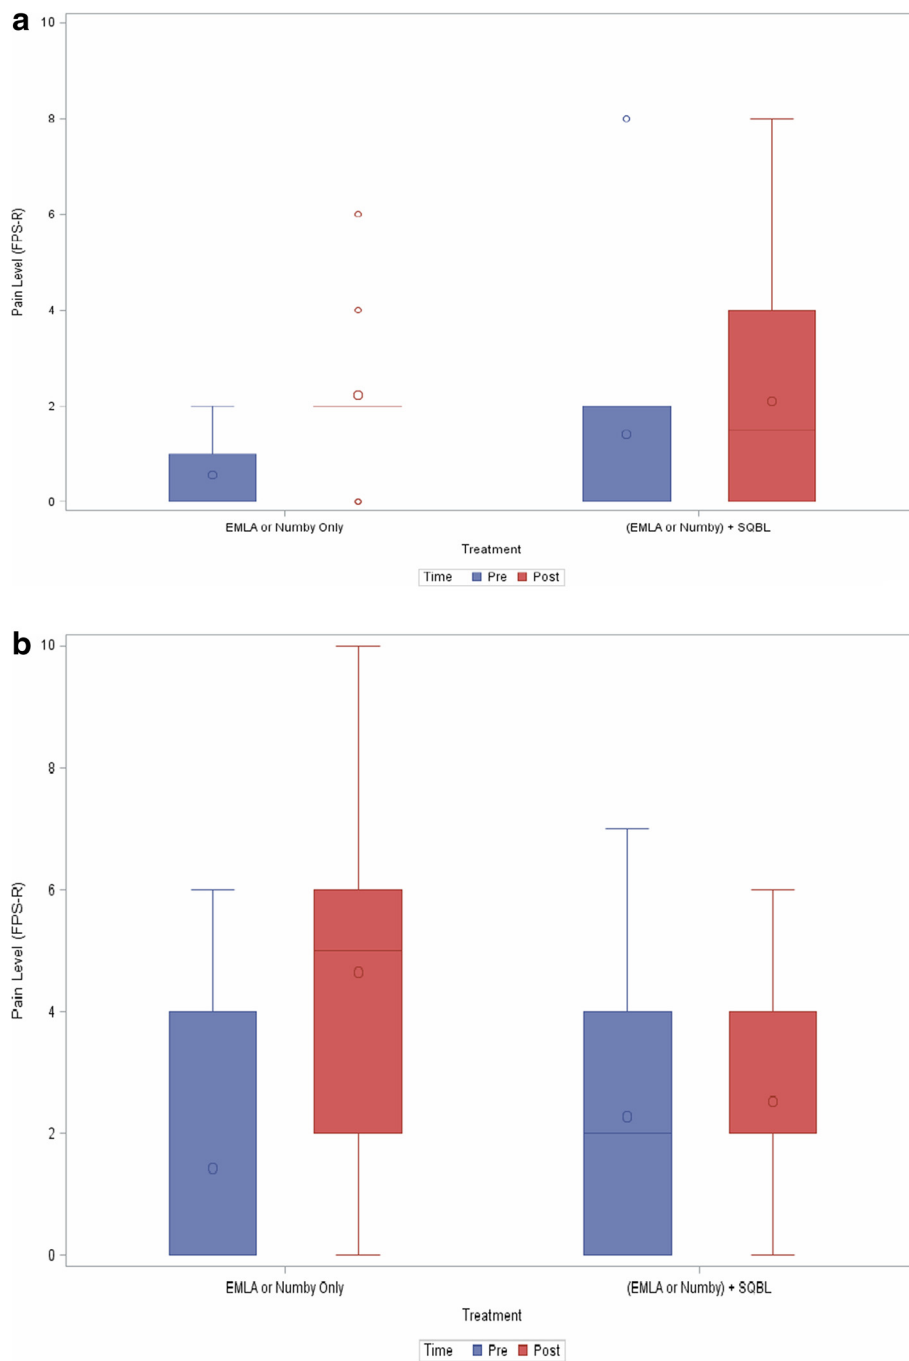 a
10
8
6
4
2
0
Pain Level (FPS-R)
EMLA or Numby Only
(EMLA or Numby) + SQBL
Treatment
Time Pre Post
b
10
8
6
4
2
0
Pain Level (FPS-R)
EMLA or Numby Only
(EMLA or Numby) + SQBL
Treatment
Time Pre Post